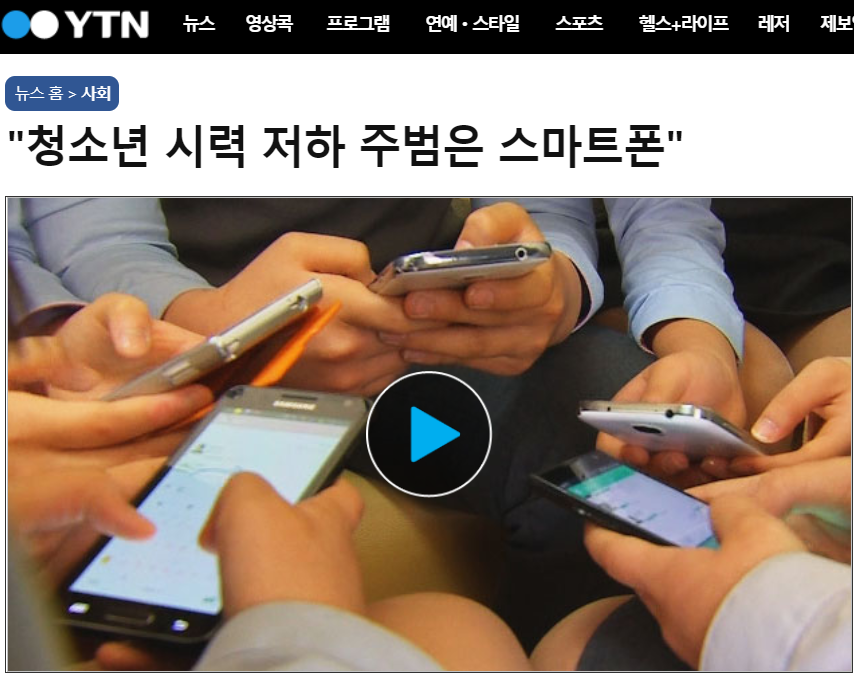 YTN 뉴스 영상콕 프로그램 연예·스타일 스포츠 헬스+라이프 레저
뉴스 홈 > 사회
"청소년 시력 저하 주범은 스마트폰"
SAMSUNG